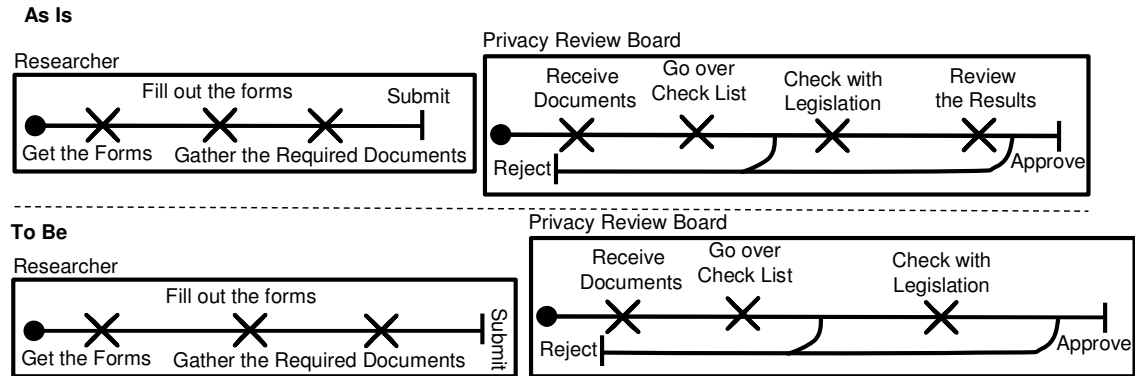 As Is
Researcher
Fill out the forms
Submit
Get the Forms
Gather the Required Documents
Privacy Review Board
Receive
Documents
Go over
Check List
Check with
Legislation
Review
the Results
Reject
Approve
To Be
Researcher
Fill out the forms
Submit
Get the Forms
Gather the Required Documents
Privacy Review Board
Receive
Documents
Go over
Check List
Check with
Legislation
Reject
Approve